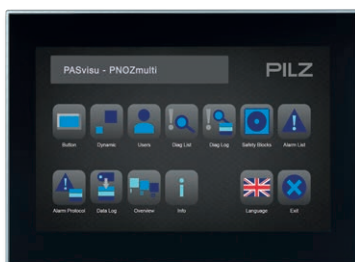 PASvisu - PNOZmulti
PILZ
Button Dynamic Users Diag List Diag Log Safety Blocks Alarm List
Alarm Protocol Data Log Overview Info Language Exit